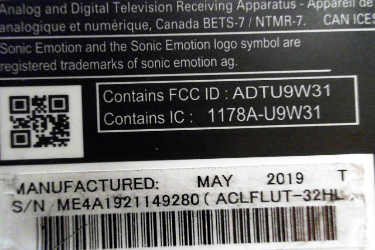 Analog and Digital Television Receiving Apparatus - Appareil de
analogique et numérique, Canada BETS-7 / NTMR-7. CAN ICES
Sonic Emotion and the Sonic Emotion logo symbol are
registered trademarks of sonic emotion ag.
Contains FCC ID : ADTU9W31
Contains IC : 1178A-U9W31
MANUFACTURED: MAY 2019 T
S/N ME4A1921149280 ( ACLFLUT-32HL